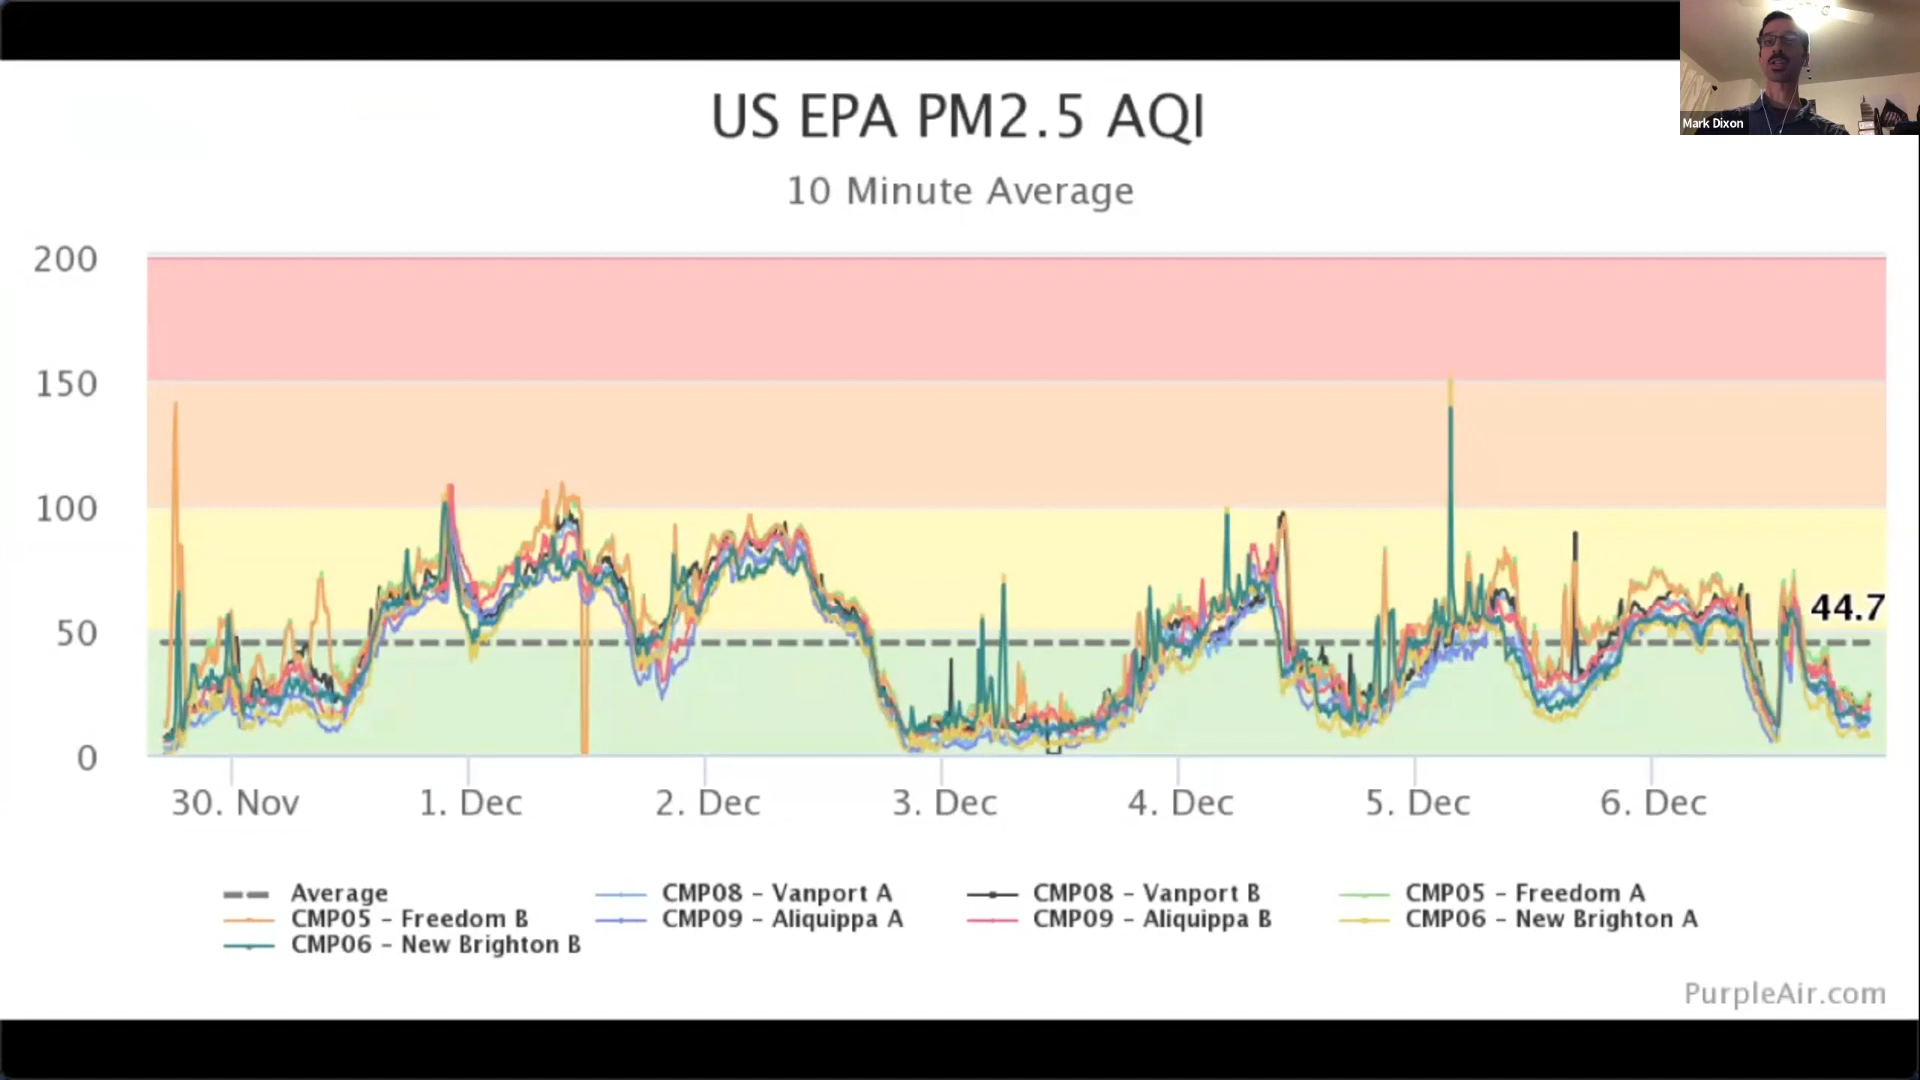 Mark Dixon
US EPA PM2.5 AQI
10 Minute Average
200
150
100
50
0
44.7
30. Nov 1. Dec 2. Dec 3. Dec 4. Dec 5. Dec 6. Dec
Average CMP08 – Vanport A CMP08 – Vanport B CMP05 – Freedom A
CMP05 – Freedom B CMP09 – Aliquippa A CMP09 – Aliquippa B CMP06 – New Brighton A
CMP06 – New Brighton B
PurpleAir.com